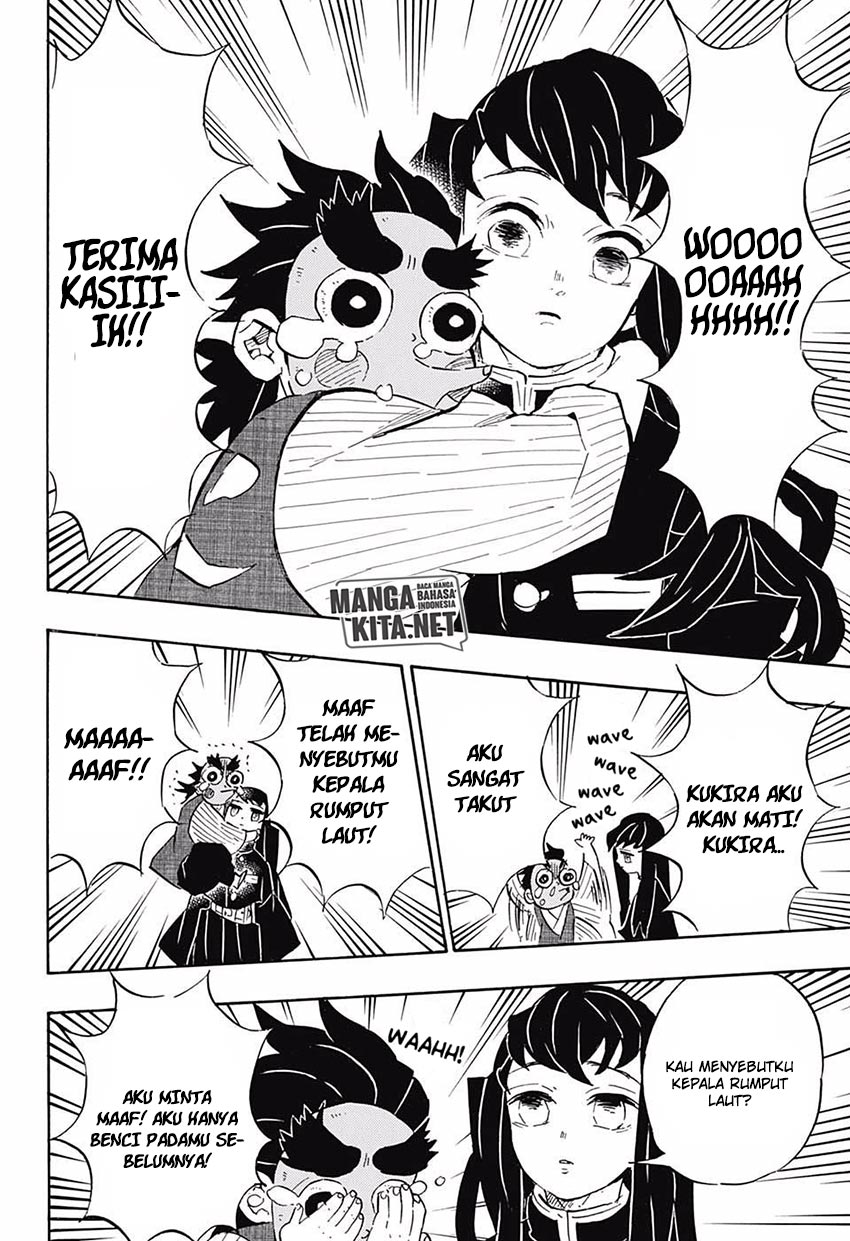 WOOOO
OOAAAH
HHHH!!
TERIMA
KASIII-
IH!!
MANGA
KITA.NET
BACA MANGA
BAHASA
INDONESIA
KUKIRA AKU
AKAN MATI!
KUKIRA...
wave
wave
wave
wave
AKU
SANGAT
TAKUT
MAAF
TELAH ME-
NYEBUTMU
KEPALA
RUMPUT
LAUT!
MAAAA-
AAAF!!
KAU MENYEBUTKU
KEPALA RUMPUT
LAUT?
WAAHH!
AKU MINTA
MAAF! AKU HANYA
BENCI PADAMU SE-
BELUMNYA!